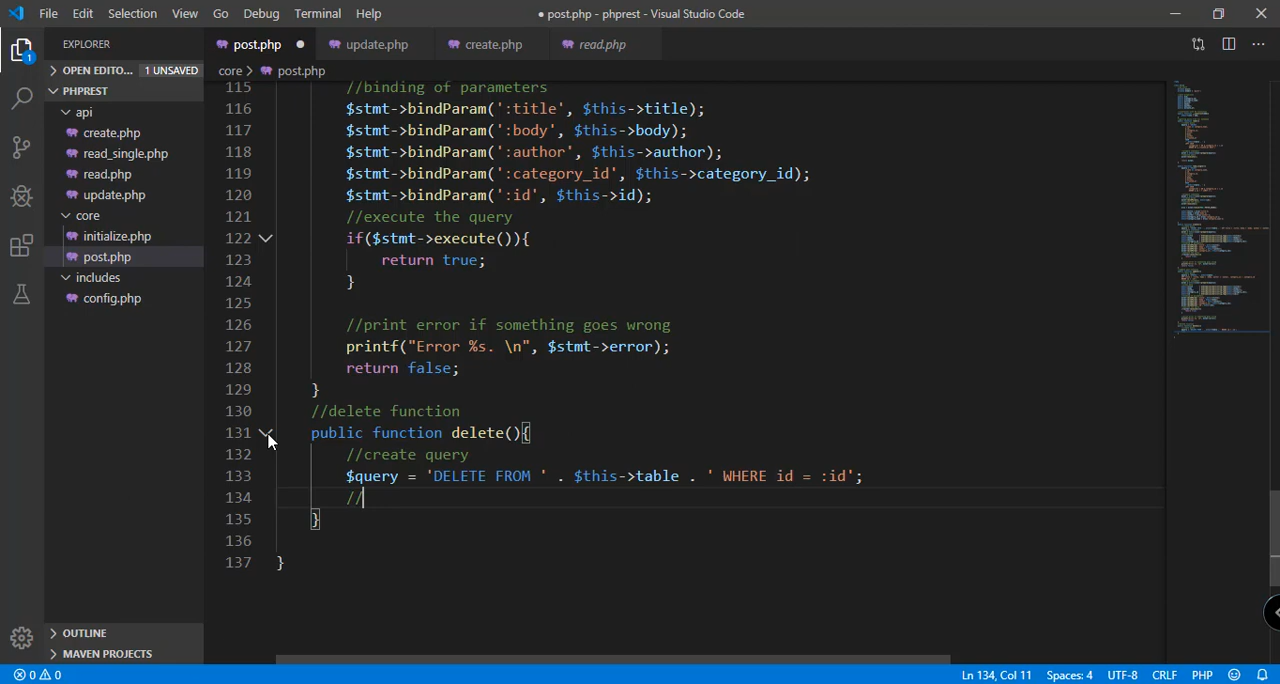 File Edit Selection View Go Debug Terminal Help
● post.php - phprest - Visual Studio Code
EXPLORER
post.php
update.php
create.php
read.php
OPEN EDITO... 1 UNSAVED
core > post.php
PHPREST
api
create.php
read_single.php
read.php
update.php
core
initialize.php
post.php
includes
config.php
OUTLINE
MAVEN PROJECTS
1
115 //binding of parameters
116 $stmt->bindParam(':title', $this->title);
117 $stmt->bindParam(':body', $this->body);
118 $stmt->bindParam(':author', $this->author);
119 $stmt->bindParam(':category_id', $this->category_id);
120 $stmt->bindParam(':id', $this->id);
121 //execute the query
122 if($stmt->execute()){
123 return true;
124 }
125
126 //print error if something goes wrong
127 printf("Error %s. \n", $stmt->error);
128 return false;
129 }
130 //delete function
131 public function delete(){
132 //create query
133 $query = 'DELETE FROM ' . $this->table . ' WHERE id = :id';
134 //
135 }
136
137 }
0 0
Ln 134, Col 11 Spaces: 4 UTF-8 CRLF PHP